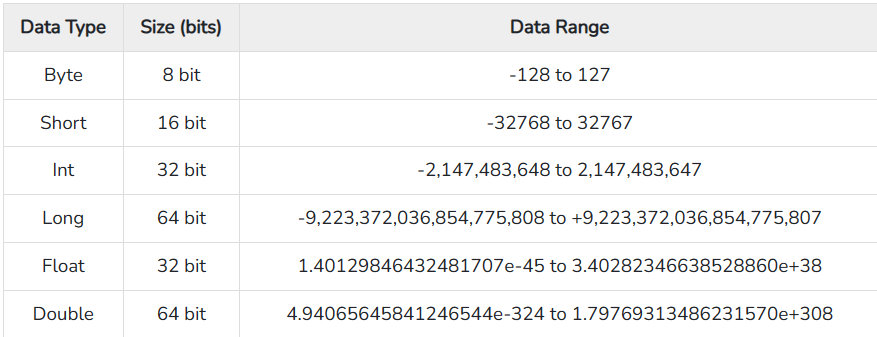 Data Type Size (bits) Data Range
Byte 8 bit -128 to 127
Short 16 bit -32768 to 32767
Int 32 bit -2,147,483,648 to 2,147,483,647
Long 64 bit -9,223,372,036,854,775,808 to +9,223,372,036,854,775,807
Float 32 bit 1.40129846432481707e-45 to 3.40282346638528860e+38
Double 64 bit 4.94065645841246544e-324 to 1.79769313486231570e+308